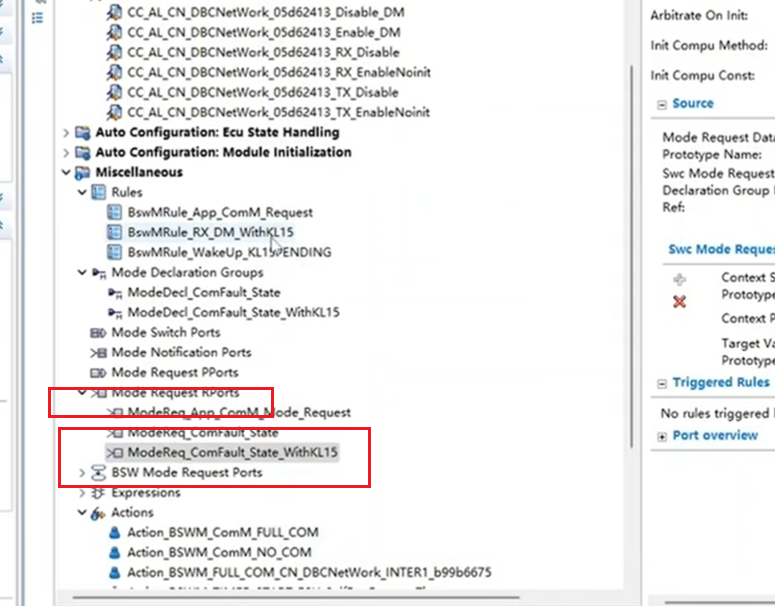 CC_AL_CN_DBCNetWork_05d62413_Disable_DM
CC_AL_CN_DBCNetWork_05d62413_Enable_DM
CC_AL_CN_DBCNetWork_05d62413_RX_Disable
CC_AL_CN_DBCNetWork_05d62413_RX_EnableNoinit
CC_AL_CN_DBCNetWork_05d62413_TX_Disable
CC_AL_CN_DBCNetWork_05d62413_TX_EnableNoinit
Auto Configuration: Ecu State Handling
Auto Configuration: Module Initialization
Miscellaneous
Rules
BswMRule_App_ComM_Request
BswMRule_RX_DM_WithKL15
BswMRule_WakeUp_KL15PENDING
Mode Declaration Groups
ModeDecl_ComFault_State
ModeDecl_ComFault_State_WithKL15
Mode Switch Ports
Mode Notification Ports
Mode Request PPorts
Mode Request RPorts
ModeReq_App_ComM_Mode_Request
ModeReq_ComFault_State
ModeReq_ComFault_State_WithKL15
BSW Mode Request Ports
Expressions
Actions
Action_BSWM_ComM_FULL_COM
Action_BSWM_ComM_NO_COM
Action_BSWM_FULL_COM_CN_DBCNetWork_INTER1_b99b6675
Arbitrate On Init:
Init Compu Method:
Init Compu Const:
Source
Mode Request Data
Prototype Name:
Swc Mode Request
Declaration Group
Ref:
Swc Mode Reques
Context S
Prototype
Context P
Target Va
Prototype
Triggered Rules
No rules triggered
Port overview